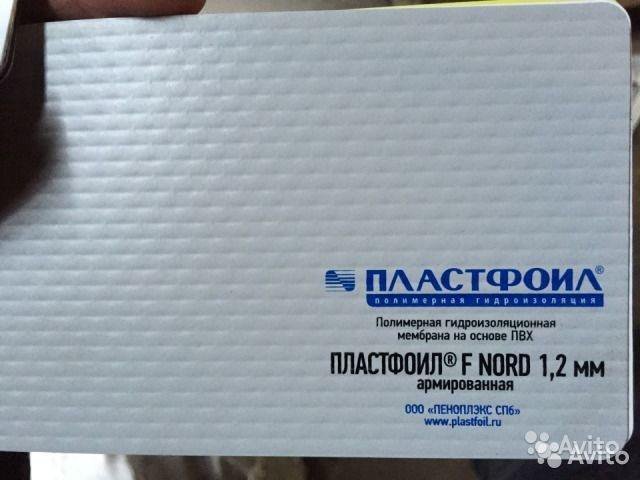 ПЛАСТФОИЛ®
полимерная гидроизоляция
Полимерная гидроизоляционная
мембрана на основе ПВХ
ПЛАСТФОИЛ® F NORD 1,2 мм
армированная
ООО «ПЕНОПЛЭКС СПб»
www.plastfoil.ru
Avito
Avito